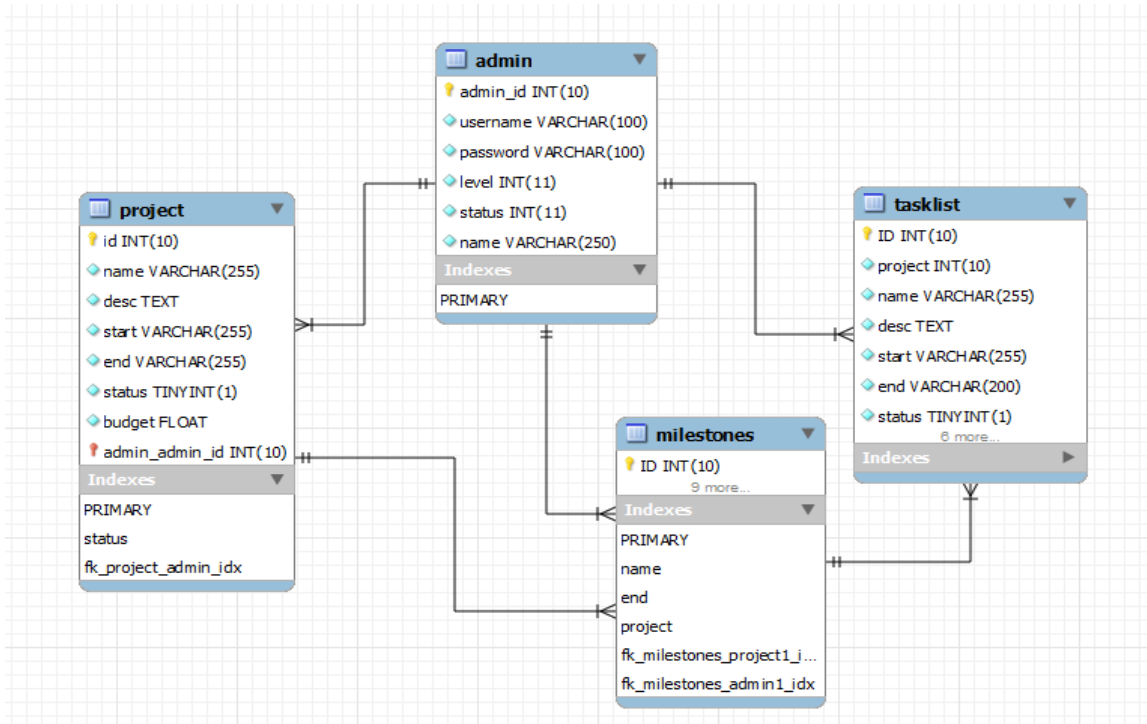 admin
admin_id INT(10)
username VARCHAR(100)
password VARCHAR(100)
level INT(11)
status INT(11)
name VARCHAR(250)
Indexes
PRIMARY
project
id INT(10)
name VARCHAR(255)
desc TEXT
start VARCHAR(255)
end VARCHAR(255)
status TINYINT(1)
budget FLOAT
admin_admin_id INT(10)
Indexes
PRIMARY
status
fk_project_admin_idx
tasklist
ID INT(10)
project INT(10)
name VARCHAR(255)
desc TEXT
start VARCHAR(255)
end VARCHAR(200)
status TINYINT(1)
6 more...
Indexes
milestones
ID INT(10)
9 more...
Indexes
PRIMARY
name
end
project
fk_milestones_project1_i...
fk_milestones_admin1_idx